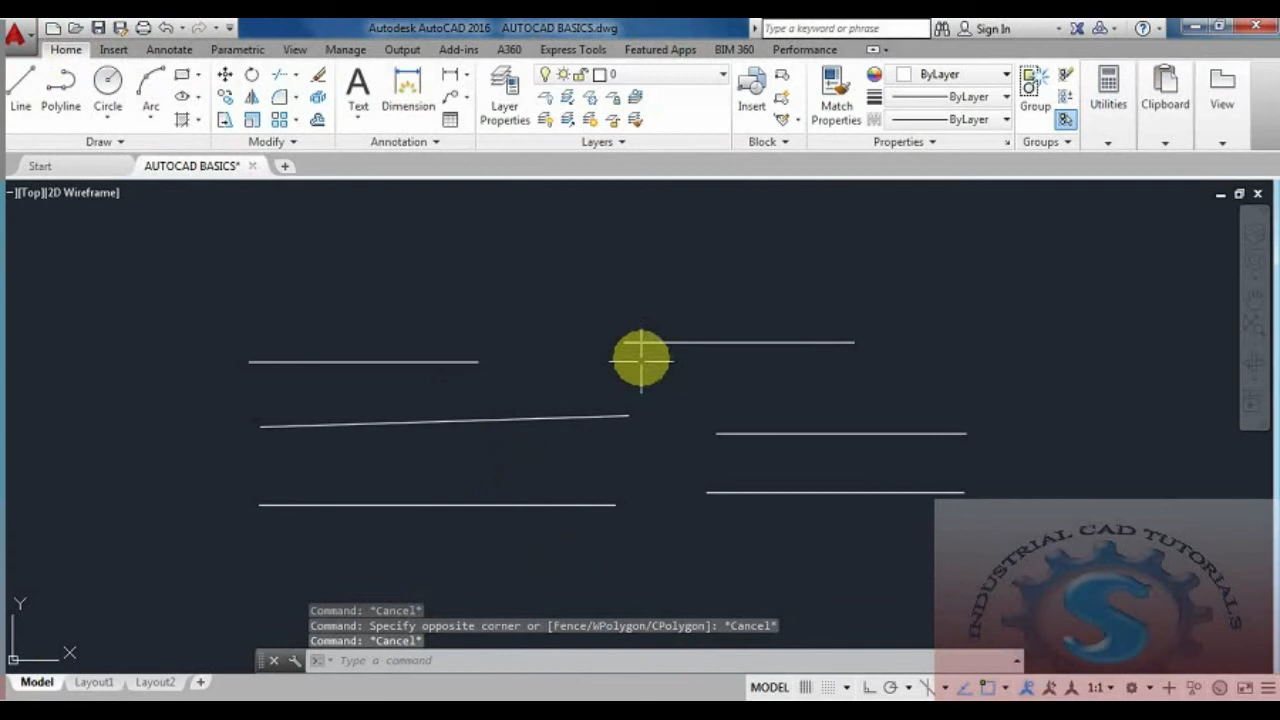 Autodesk AutoCAD 2016 AUTOCAD BASICS.dwg
Type a keyword or phrase
Sign In
Home Insert Annotate Parametric View Manage Output Add-ins A360 Express Tools Featured Apps BIM 360 Performance
Line Polyline Circle Arc
Text Dimension
Layer Properties
0
Insert
Match Properties
ByLayer
ByLayer
ByLayer
Group
Utilities
Clipboard
View
Draw Modify Annotation Layers Block Properties Groups
Start AUTOCAD BASICS*
–][Top][2D Wireframe]
Y
X
Command: *Cancel*
Command: Specify opposite corner or [Fence/WPolygon/CPolygon]: *Cancel*
Command: *Cancel*
Type a command
INDUSTRIAL CAD TUTORIALS
S
Model Layout1 Layout2
MODEL 1:1